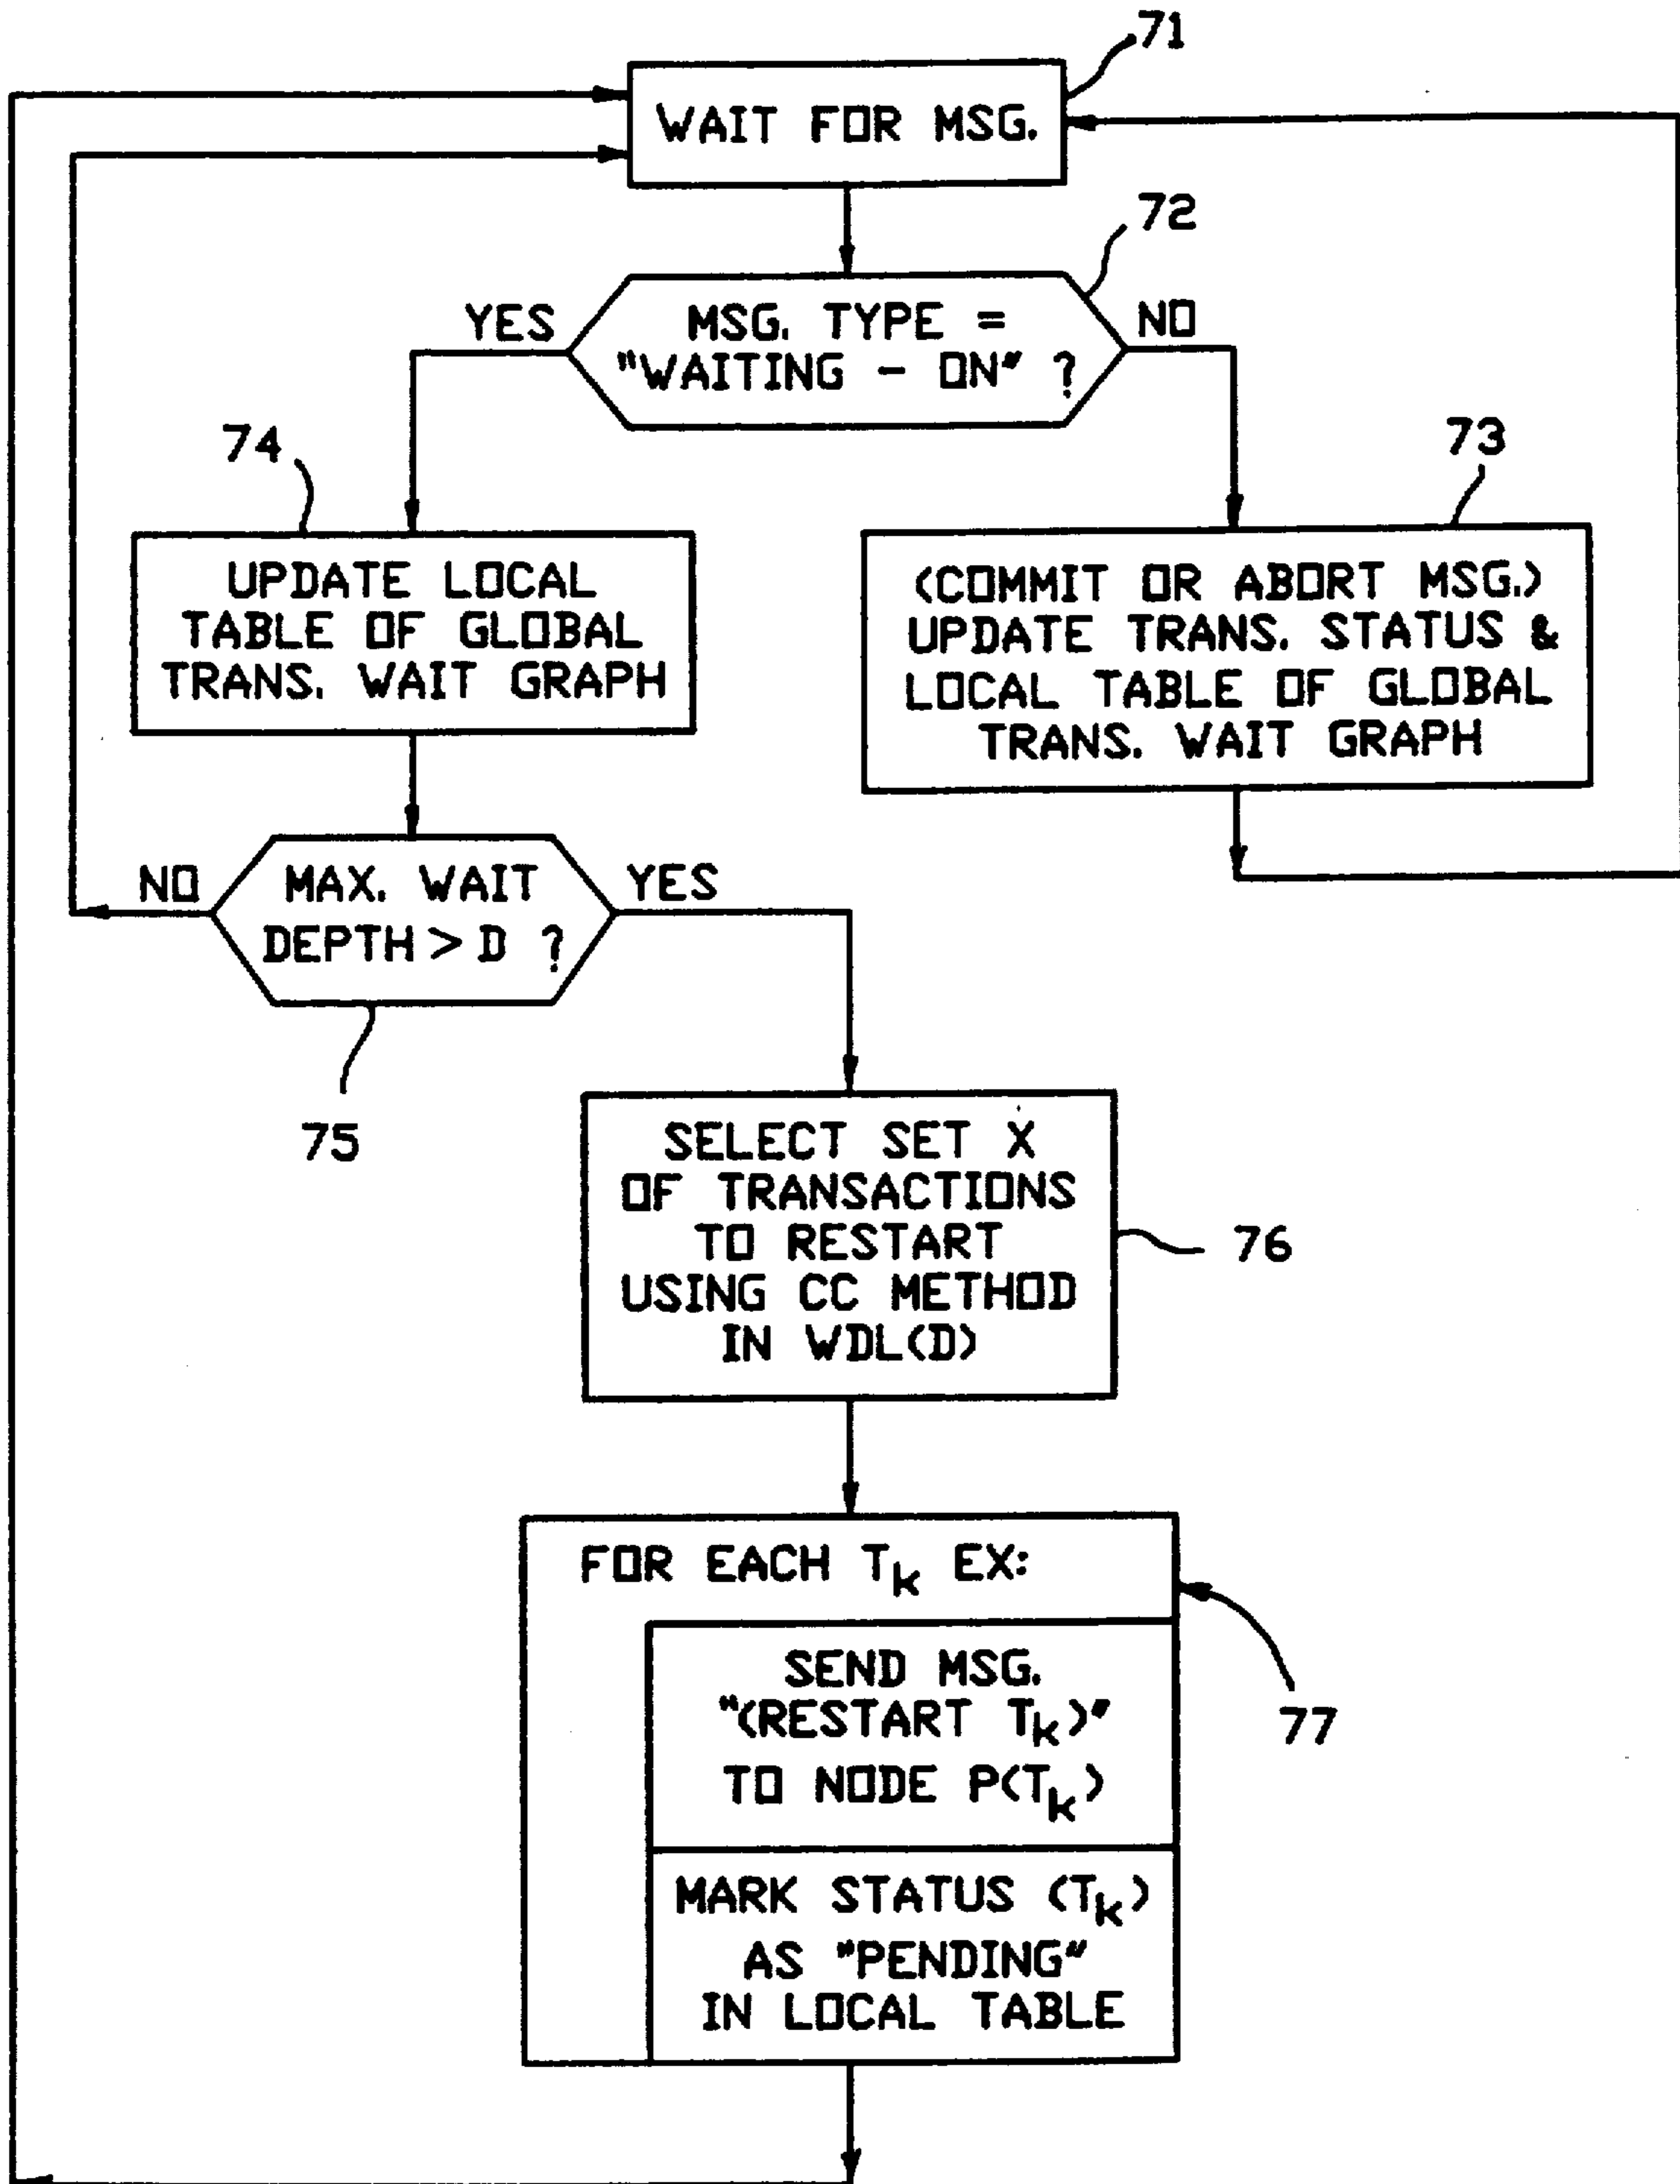 71
WAIT FOR MSG.
72
YES
MSG. TYPE =
"WAITING - ON" ?
NO
74
73
UPDATE LOCAL
TABLE OF GLOBAL
TRANS. WAIT GRAPH
(COMMIT OR ABORT MSG.)
UPDATE TRANS. STATUS &
LOCAL TABLE OF GLOBAL
TRANS. WAIT GRAPH
NO
MAX. WAIT
DEPTH > D ?
YES
75
SELECT SET X
OF TRANSACTIONS
TO RESTART
USING CC METHOD
IN WDL(D)
76
FOR EACH Tk EX:
SEND MSG.
"(RESTART Tk)"
TO NODE P(Tk)
77
MARK STATUS (Tk)
AS "PENDING"
IN LOCAL TABLE